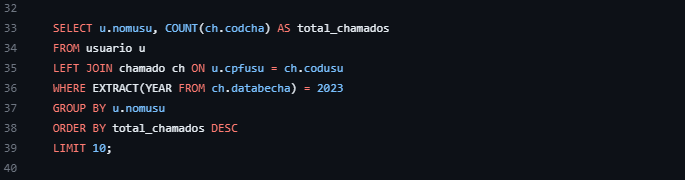 32
33 SELECT u.nomusu, COUNT(ch.codcha) AS total_chamados
34 FROM usuario u
35 LEFT JOIN chamado ch ON u.cpfusu = ch.codusu
36 WHERE EXTRACT(YEAR FROM ch.databecha) = 2023
37 GROUP BY u.nomusu
38 ORDER BY total_chamados DESC
39 LIMIT 10;
40